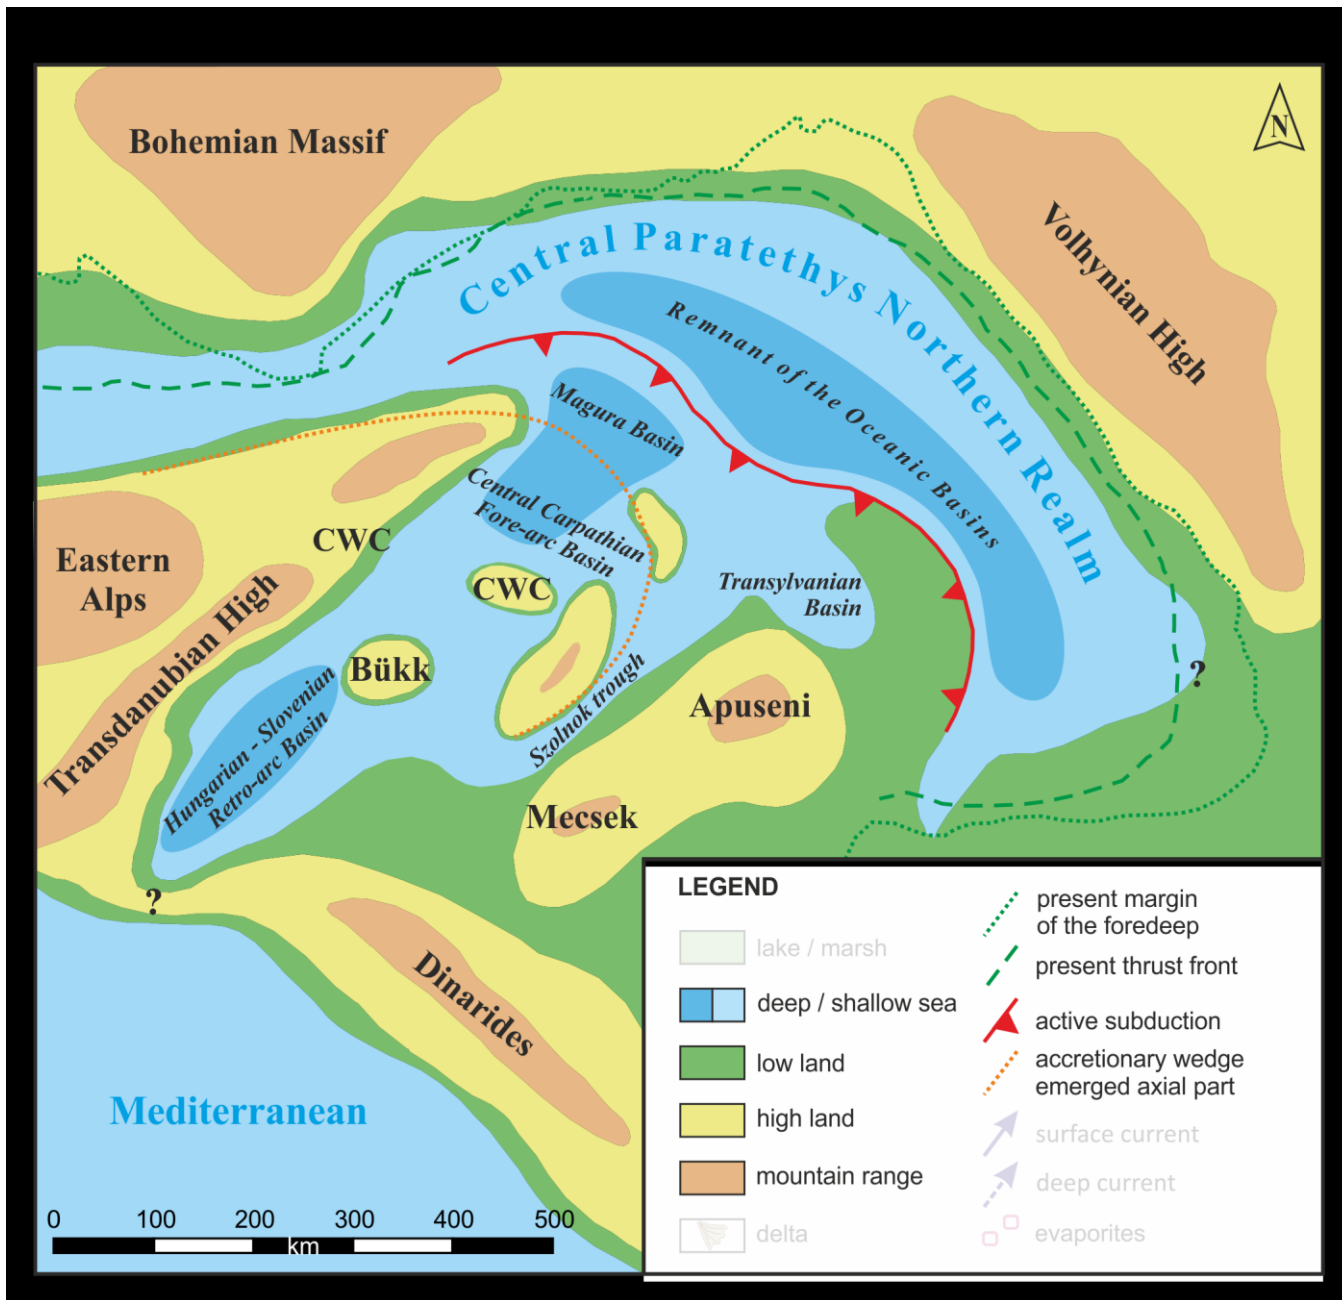 Bohemian Massif
N
Volhynian High
Central Paratethys Northern Realm
Remnant of the Oceanic Basins
Magura Basin
Central Carpathian
Fore-arc Basin
CWC
Eastern
Alps
CWC
Transylvanian
Basin
Transdanubian High
Bükk
Szolnok trough
Apuseni
?
Hungarian - Slovenian
Retro-arc Basin
Mecsek
?
Dinarides
Mediterranean
0 100 200 300 400 500
km
LEGEND
lake / marsh
deep / shallow sea
low land
high land
mountain range
delta
present margin
of the foredeep
present thrust front
active subduction
accretionary wedge
emerged axial part
surface current
deep current
evaporites